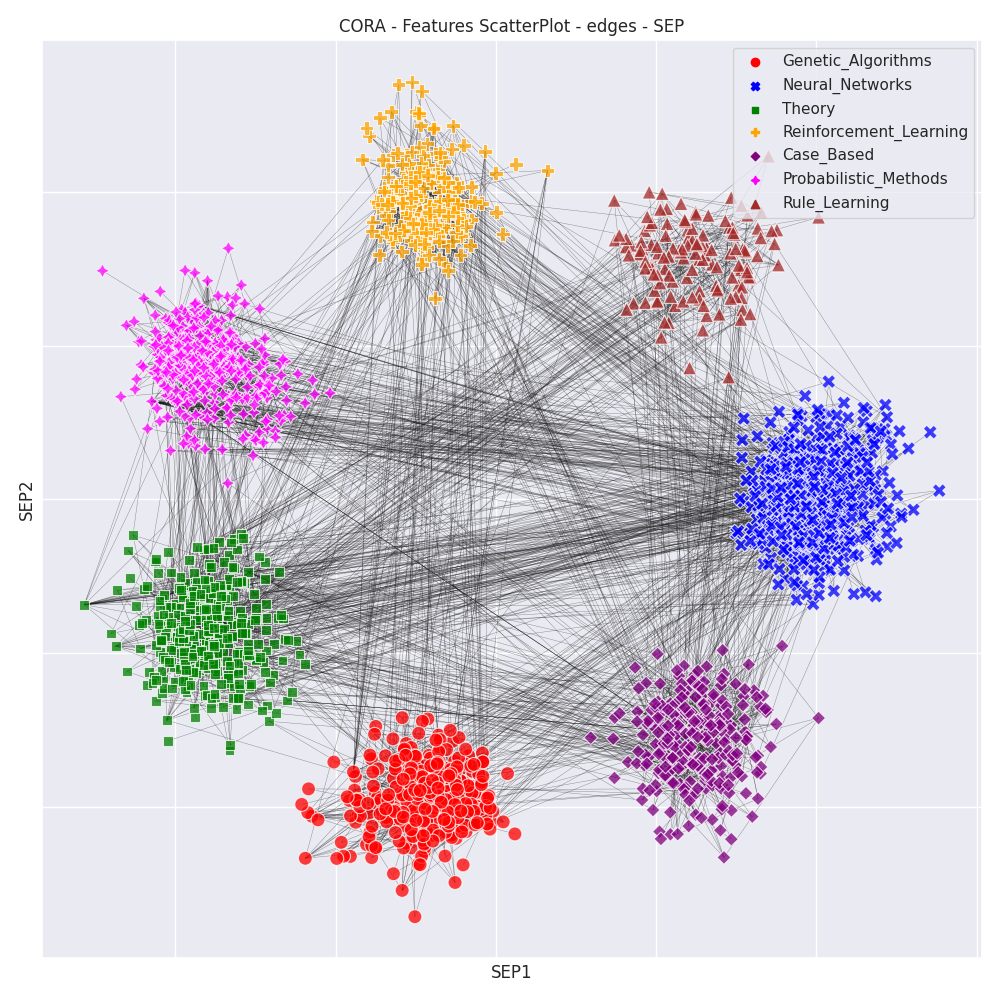 CORA - Features ScatterPlot - edges - SEP
Genetic_Algorithms
Neural_Networks
Theory
Reinforcement_Learning
Case_Based
Probabilistic_Methods
Rule_Learning
SEP2
SEP1